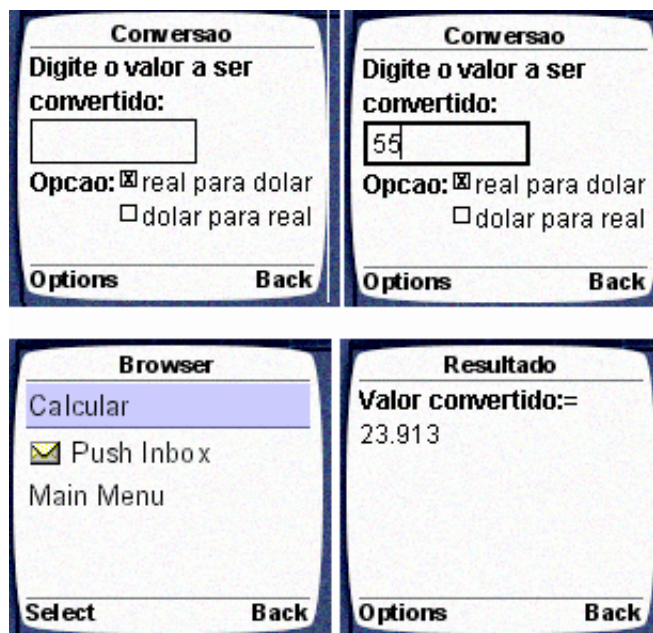 Conversao
Digite o valor a ser
convertido:
Opcao: real para dolar
dolar para real
Options Back
Conversao
Digite o valor a ser
convertido:
55
Opcao: real para dolar
dolar para real
Options Back
Browser
Calcular
Push Inbox
Main Menu
Select Back
Resultado
Valor convertido:=
23.913
Options Back